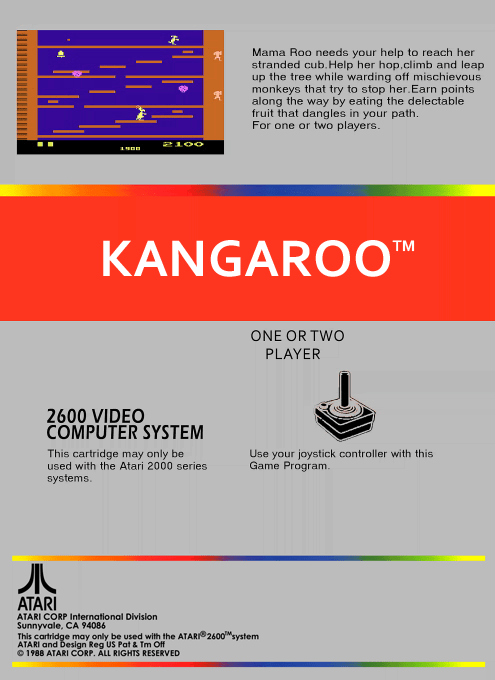 Mama Roo needs your help to reach her
stranded cub.Help her hop,climb and leap
up the tree while warding off mischievous
monkeys that try to stop her.Earn points
along the way by eating the delectable
fruit that dangles in your path.
For one or two players.
1900
2100
KANGAROO™
ONE OR TWO
PLAYER
2600 VIDEO
COMPUTER SYSTEM
This cartridge may only be
used with the Atari 2000 series
systems.
Use your joystick controller with this
Game Program.
ATARI
ATARI CORP International Division
Sunnyvale, CA 94086
This cartridge may only be used with the ATARI®2600™system
ATARI and Design Reg US Pat & Tm Off
© 1988 ATARI CORP. ALL RIGHTS RESERVED